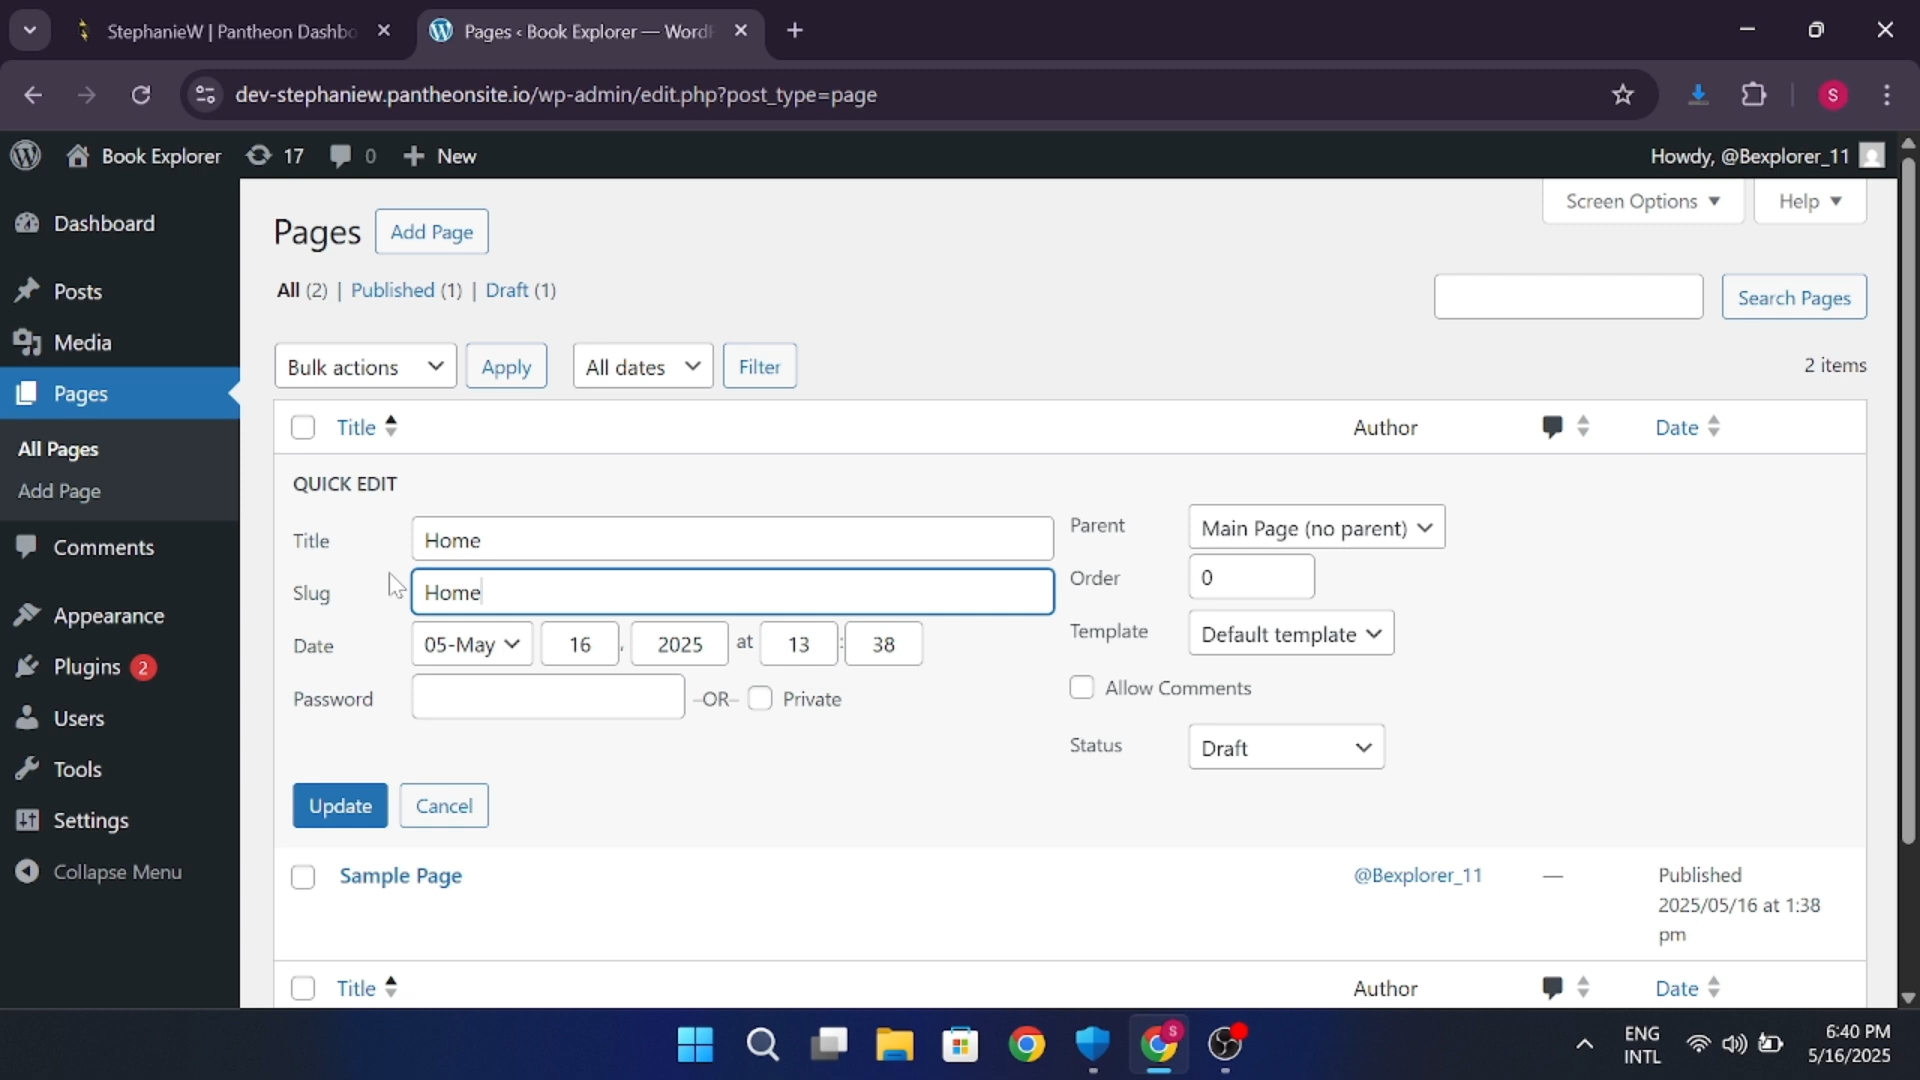 StephanieW | Pantheon Dashbo
Pages ‹ Book Explorer — WordP
dev-stephaniew.pantheonsite.io/wp-admin/edit.php?post_type=page
S
Book Explorer 17 0 New
Howdy, @Bexplorer_11
Screen Options
Help
Dashboard
Posts
Media
Pages
All Pages
Add Page
Comments
Appearance
Plugins 2
Users
Tools
Settings
Collapse Menu
Pages Add Page
All (2) | Published (1) | Draft (1)
Search Pages
Bulk actions Apply All dates Filter
2 items
Title Author Date
QUICK EDIT
Title Home
Slug Home
Date 05-May 16 , 2025 at 13 : 38
Password –OR– Private
Parent Main Page (no parent)
Order 0
Template Default template
Allow Comments
Status Draft
Update Cancel
Sample Page @Bexplorer_11 — Published
2025/05/16 at 1:38
pm
Title Author Date
S
ENG
INTL
6:40 PM
5/16/2025